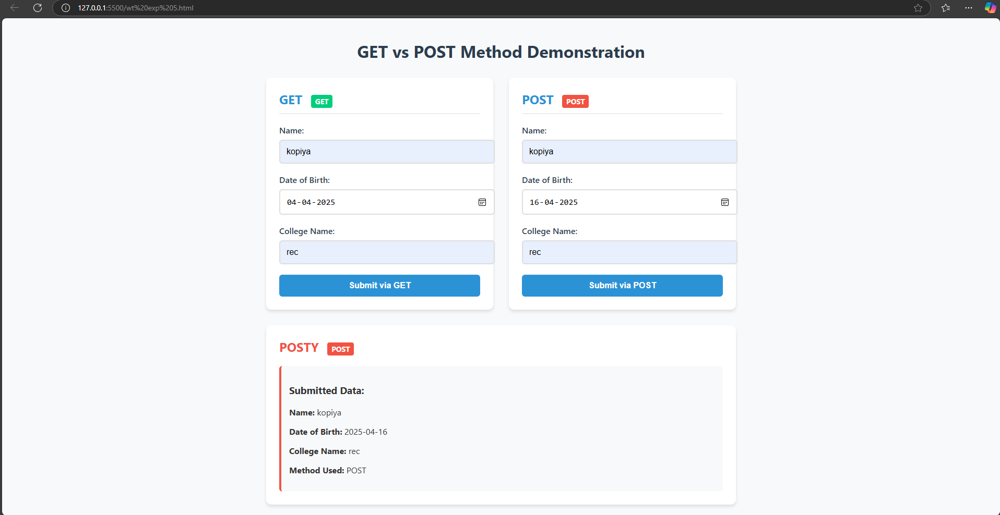 127.0.0.1:5500/wt%20exp%205.html
GET vs POST Method Demonstration
GET GET
Name:
kopiya
Date of Birth:
04-04-2025
College Name:
rec
Submit via GET
POST POST
Name:
kopiya
Date of Birth:
16-04-2025
College Name:
rec
Submit via POST
POSTY POST
Submitted Data:
Name: kopiya
Date of Birth: 2025-04-16
College Name: rec
Method Used: POST